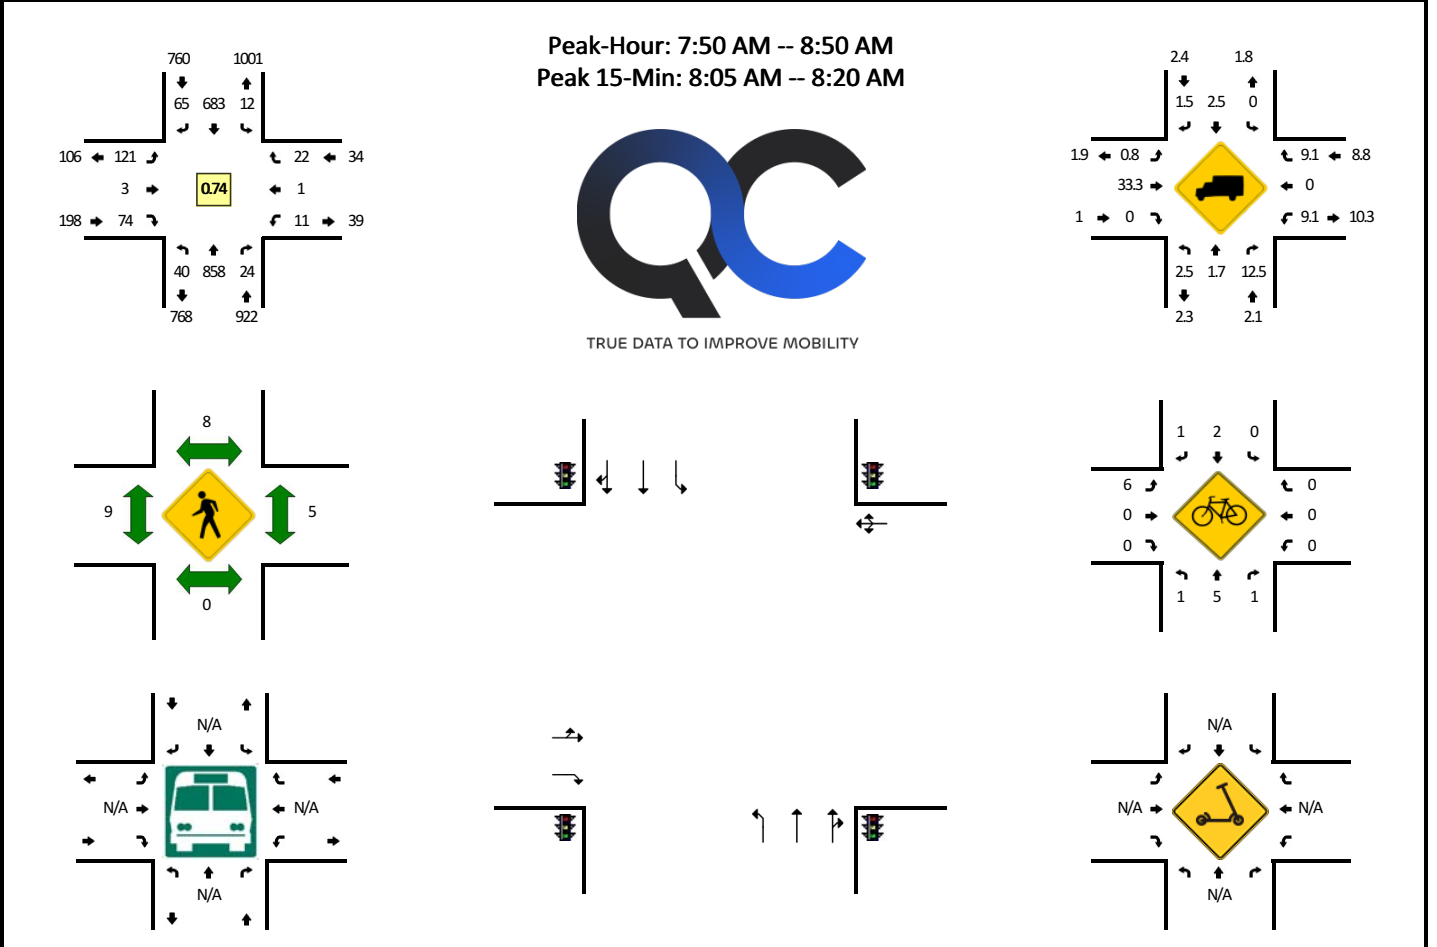 Peak-Hour: 7:50 AM -- 8:50 AM
Peak 15-Min: 8:05 AM -- 8:20 AM
760 1001
65 683 12
106 121 22 34
3 0.74 1
198 74 11 39
40 858 24
768 922
QC
TRUE DATA TO IMPROVE MOBILITY
2.4 1.8
1.5 2.5 0
1.9 0.8 9.1 8.8
33.3 0
1 0 9.1 10.3
2.5 1.7 12.5
2.3 2.1
8
9 5
0
1 2 0
6 0
0 0
0 0
1 5 1
N/A
N/A N/A
N/A
N/A
N/A N/A
N/A